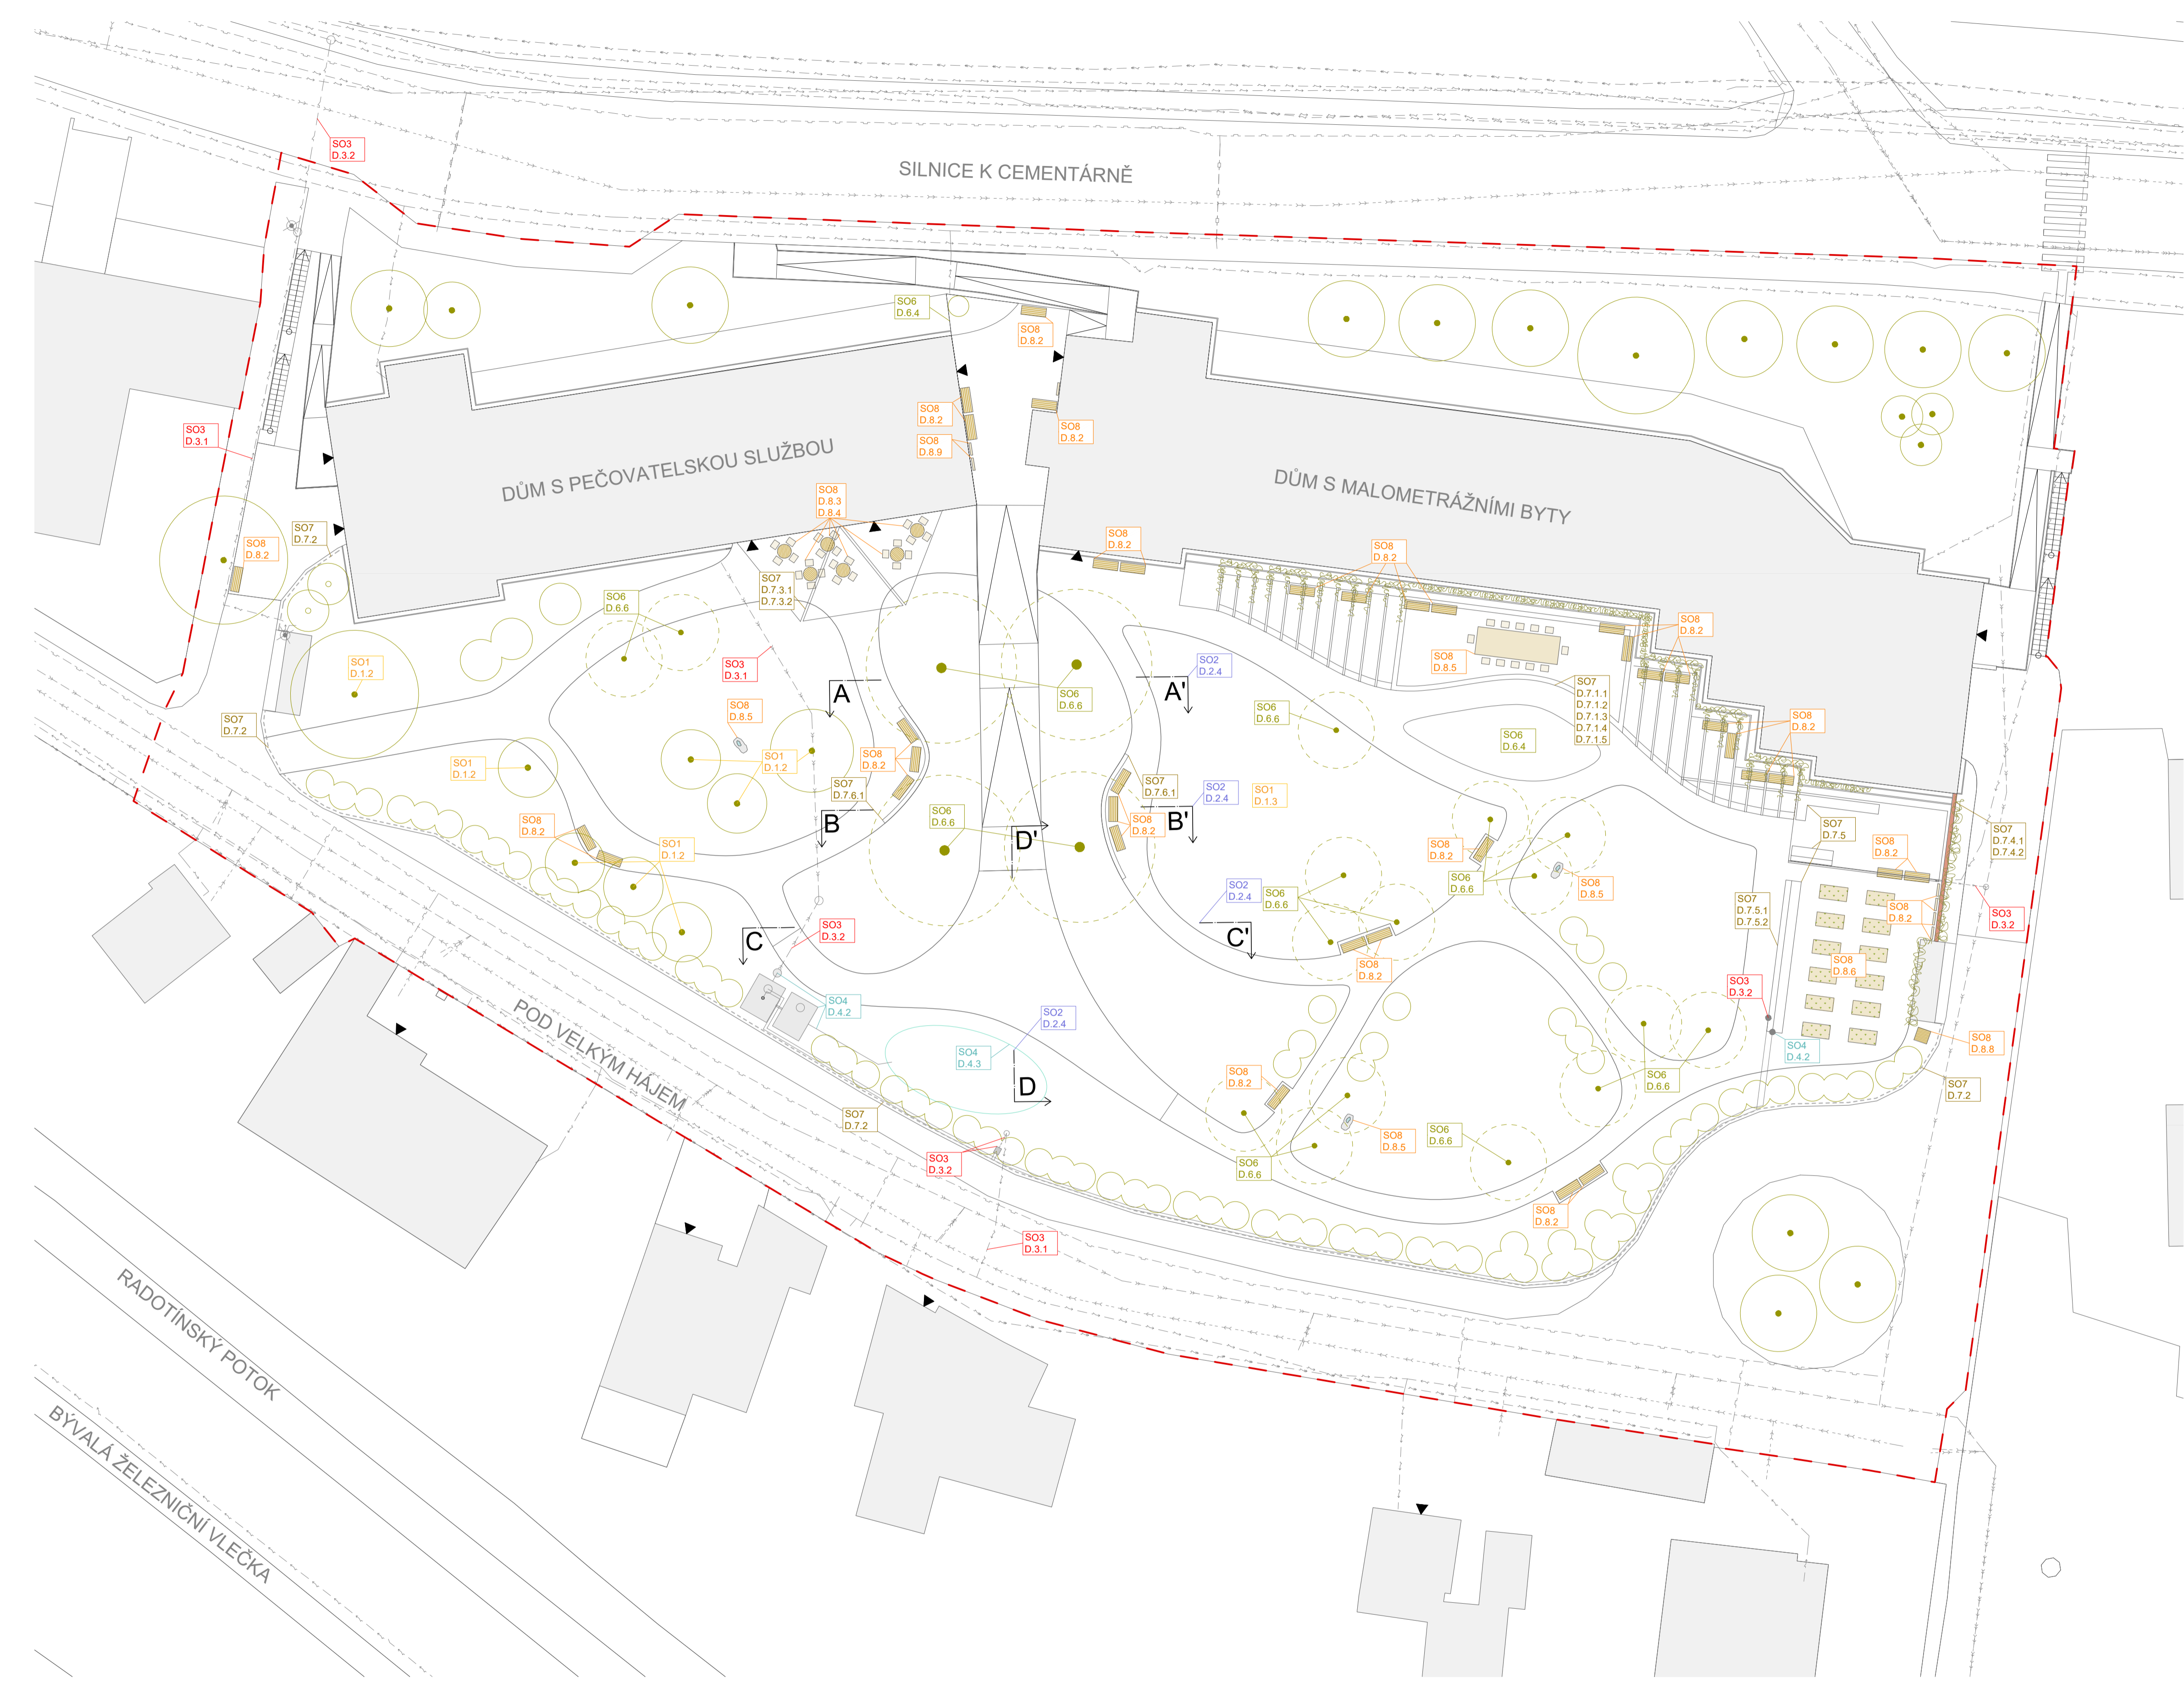 SO3
D.3.2
SILNICE K CEMENTÁRNĚ
SO6
D.6.4
SO8
D.8.2
SO8
D.8.2
SO8
D.8.9
SO8
D.8.2
SO3
D.3.1
DŮM S PEČOVATELSKOU SLUŽBOU
DŮM S MALOMETRÁŽNÍMI BYTY
SO8
D.8.3
D.8.4
SO7
D.7.2
SO8
D.8.2
SO8
D.8.2
SO8
D.8.2
SO7
D.7.3.1
D.7.3.2
SO6
D.6.6
SO8
D.8.2
SO1
D.1.2
SO3
D.3.1
SO2
D.2.4
SO8
D.8.5
A
A'
SO6
D.6.6
SO7
D.7.1.1
D.7.1.2
D.7.1.3
D.7.1.4
D.7.1.5
SO7
D.7.2
SO8
D.8.5
SO6
D.6.6
SO6
D.6.4
SO8
D.8.2
SO1
D.1.2
SO1
D.1.2
SO8
D.8.2
SO7
D.7.6.1
SO7
D.7.6.1
SO2
D.2.4
SO1
D.1.3
SO8
D.8.2
B
SO6
D.6.6
D'
SO8
D.8.2
B'
SO7
D.7.5
SO7
D.7.4.1
D.7.4.2
SO1
D.1.2
SO8
D.8.2
SO8
D.8.2
SO6
D.6.6
SO8
D.8.5
SO2
D.2.4
SO6
D.6.6
SO7
D.7.5.1
D.7.5.2
SO8
D.8.2
SO3
D.3.2
C
SO3
D.3.2
C'
SO8
D.8.2
SO8
D.8.6
SO3
D.3.2
SO4
D.4.2
SO2
D.2.4
POD VELKÝM HÁJEM
SO4
D.4.3
SO4
D.4.2
SO8
D.8.8
D
SO8
D.8.2
SO6
D.6.6
SO7
D.7.2
SO7
D.7.2
SO8
D.8.5
SO6
D.6.6
SO3
D.3.2
SO6
D.6.6
SO8
D.8.2
SO3
D.3.1
RADOTÍNSKÝ POTOK
BÝVALÁ ŽELEZNIČNÍ VLEČKA